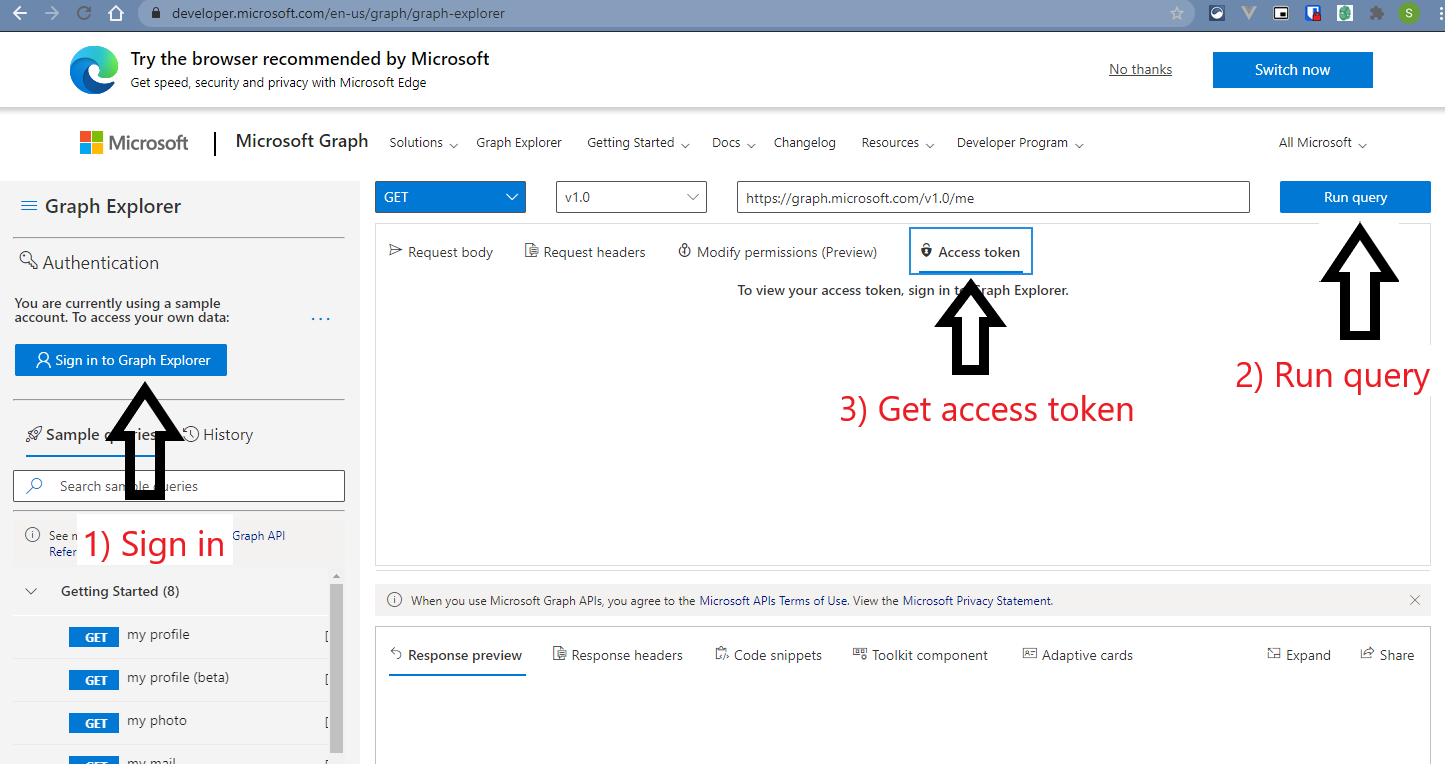 developer.microsoft.com/en-us/graph/graph-explorer
S
Try the browser recommended by Microsoft
Get speed, security and privacy with Microsoft Edge
No thanks
Switch now
Microsoft
Microsoft Graph
Solutions
Graph Explorer
Getting Started
Docs
Changelog
Resources
Developer Program
All Microsoft
Graph Explorer
GET
v1.0
https://graph.microsoft.com/v1.0/me
Run query
Authentication
You are currently using a sample
account. To access your own data:
...
Sign in to Graph Explorer
Request body
Request headers
Modify permissions (Preview)
Access token
To view your access token, sign in to Graph Explorer.
2) Run query
3) Get access token
Sample queries
History
Search sample queries
See
Graph API
1) Sign in
Getting Started (8)
GET my profile
GET my profile (beta)
GET my photo
GET my mail
When you use Microsoft Graph APIs, you agree to the Microsoft APIs Terms of Use. View the Microsoft Privacy Statement.
Response preview
Response headers
Code snippets
Toolkit component
Adaptive cards
Expand
Share